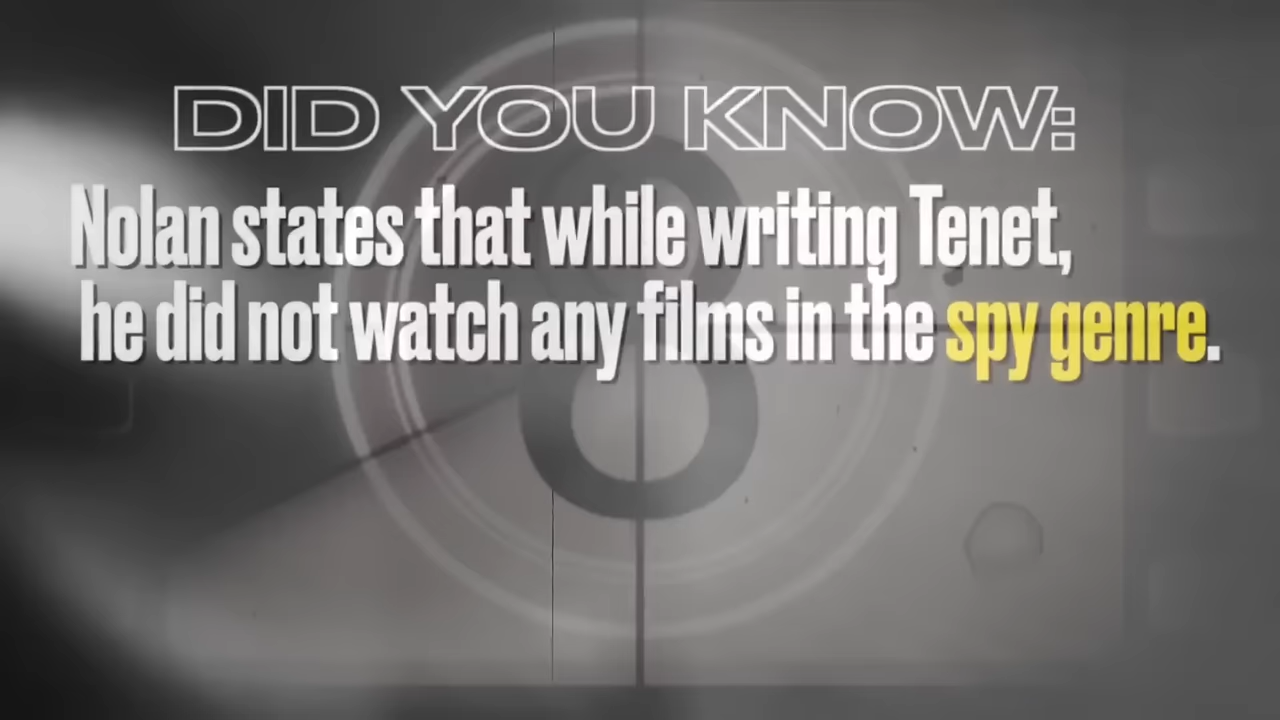 DID YOU KNOW:
Nolan states that while writing Tenet,
he did not watch any films in the spy genre.
8